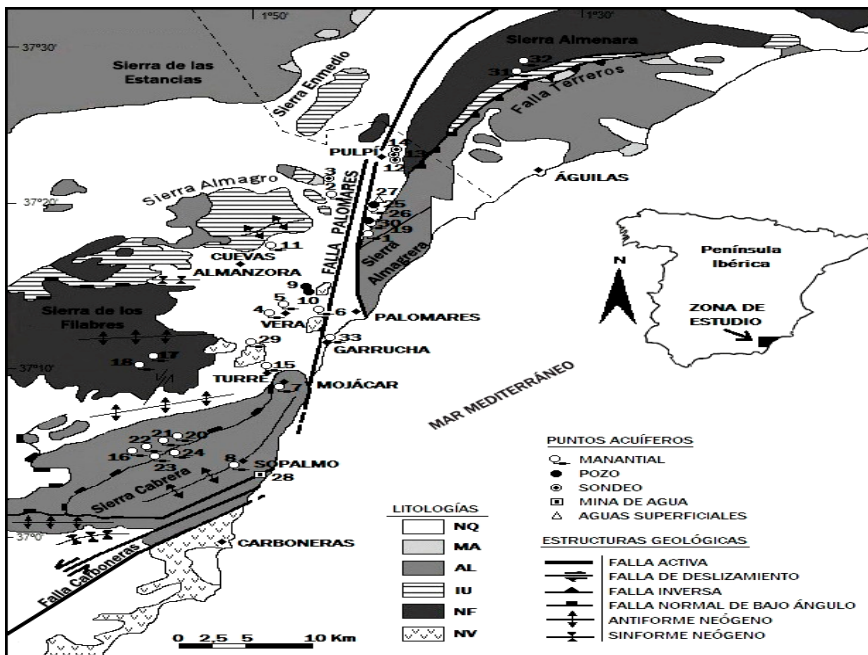 1°50'
1°30'
37°30'
Sierra de las
Estancias
Sierra Enmedio
Sierra Almenara
32
31
Falla Terreros
PULPÍ
14
13
12
ÁGUILAS
3
2
37°20'
Sierra Almagro
FALLA PALOMARES
27
25
26
30
19
1
Sierra
Almagrera
11
CUEVAS
ALMANZORA
9
10
5
4
6
VERA
PALOMARES
Sierra de los
Filabres
29
33
GARRUCHA
17
18
15
37°10'
TURRE
7
MOJÁCAR
MAR MEDITERRÁNEO
21
20
22
16
23
24
8
SOPALMO
28
Sierra Cabrera
37°0'
CARBONERAS
Falla Carboneras
0 2,5 5 10 Km
N
Península
Ibérica
ZONA DE
ESTUDIO
LITOLOGÍAS
NQ
MA
AL
IU
NF
NV
PUNTOS ACUÍFEROS
MANANTIAL
POZO
SONDEO
MINA DE AGUA
AGUAS SUPERFICIALES
ESTRUCTURAS GEOLÓGICAS
FALLA ACTIVA
FALLA DE DESLIZAMIENTO
FALLA INVERSA
FALLA NORMAL DE BAJO ÁNGULO
ANTIFORME NEÓGENO
SINFORME NEÓGENO